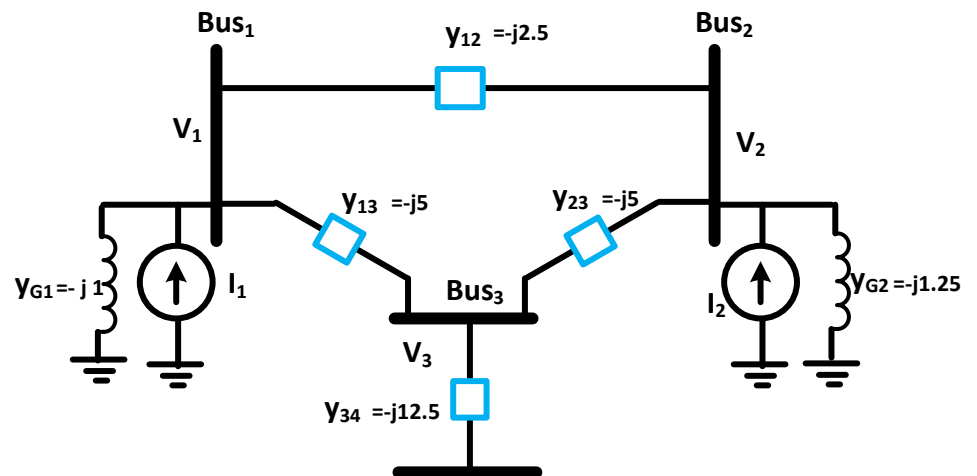 Bus₁
y₁₂ =-j2.5
Bus₂
V₁
V₂
y₁₃ =-j5
y₂₃ =-j5
yG1 =- j 1
I₁
Bus₃
I₂
yG2 =-j1.25
V₃
y₃₄ =-j12.5